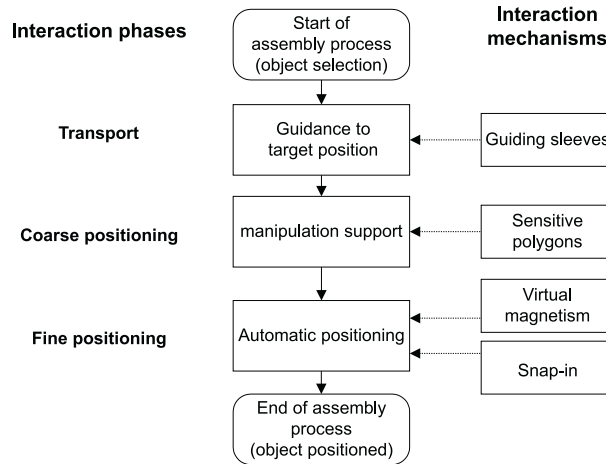 Interaction phases
Start of
assembly process
(object selection)
Interaction
mechanisms
Transport
Guidance to
target position
Guiding sleeves
Coarse positioning
manipulation support
Sensitive
polygons
Fine positioning
Automatic positioning
Virtual
magnetism
Snap-in
End of assembly
process
(object positioned)